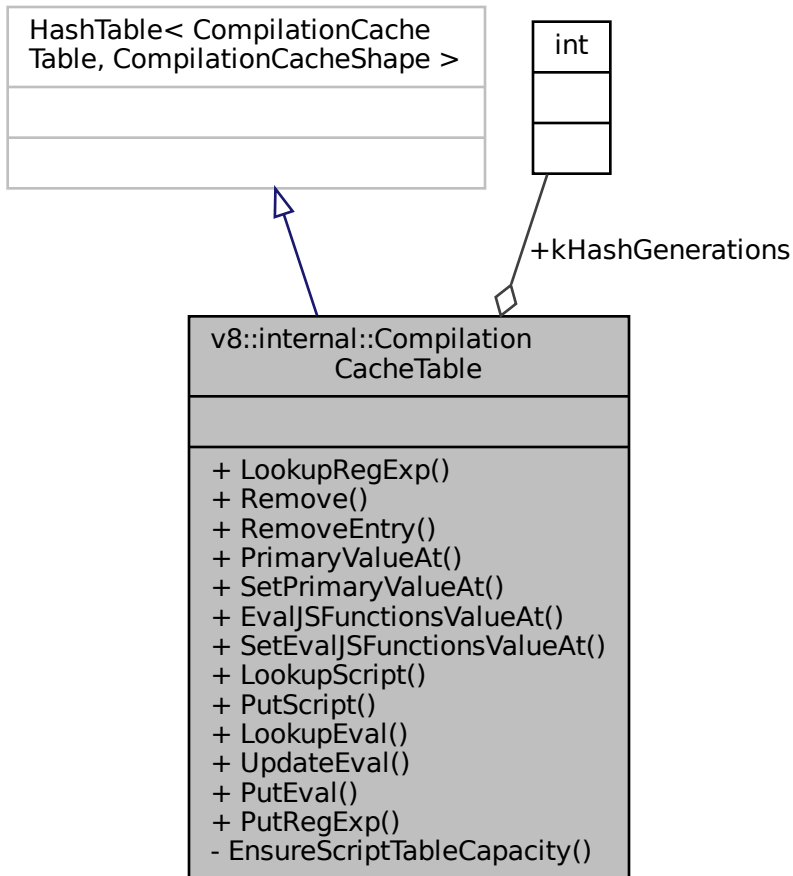 HashTable< CompilationCache
Table, CompilationCacheShape >
int
+kHashGenerations
v8::internal::Compilation
CacheTable
+ LookupRegExp()
+ Remove()
+ RemoveEntry()
+ PrimaryValueAt()
+ SetPrimaryValueAt()
+ EvalJSFunctionsValueAt()
+ SetEvalJSFunctionsValueAt()
+ LookupScript()
+ PutScript()
+ LookupEval()
+ UpdateEval()
+ PutEval()
+ PutRegExp()
- EnsureScriptTableCapacity()